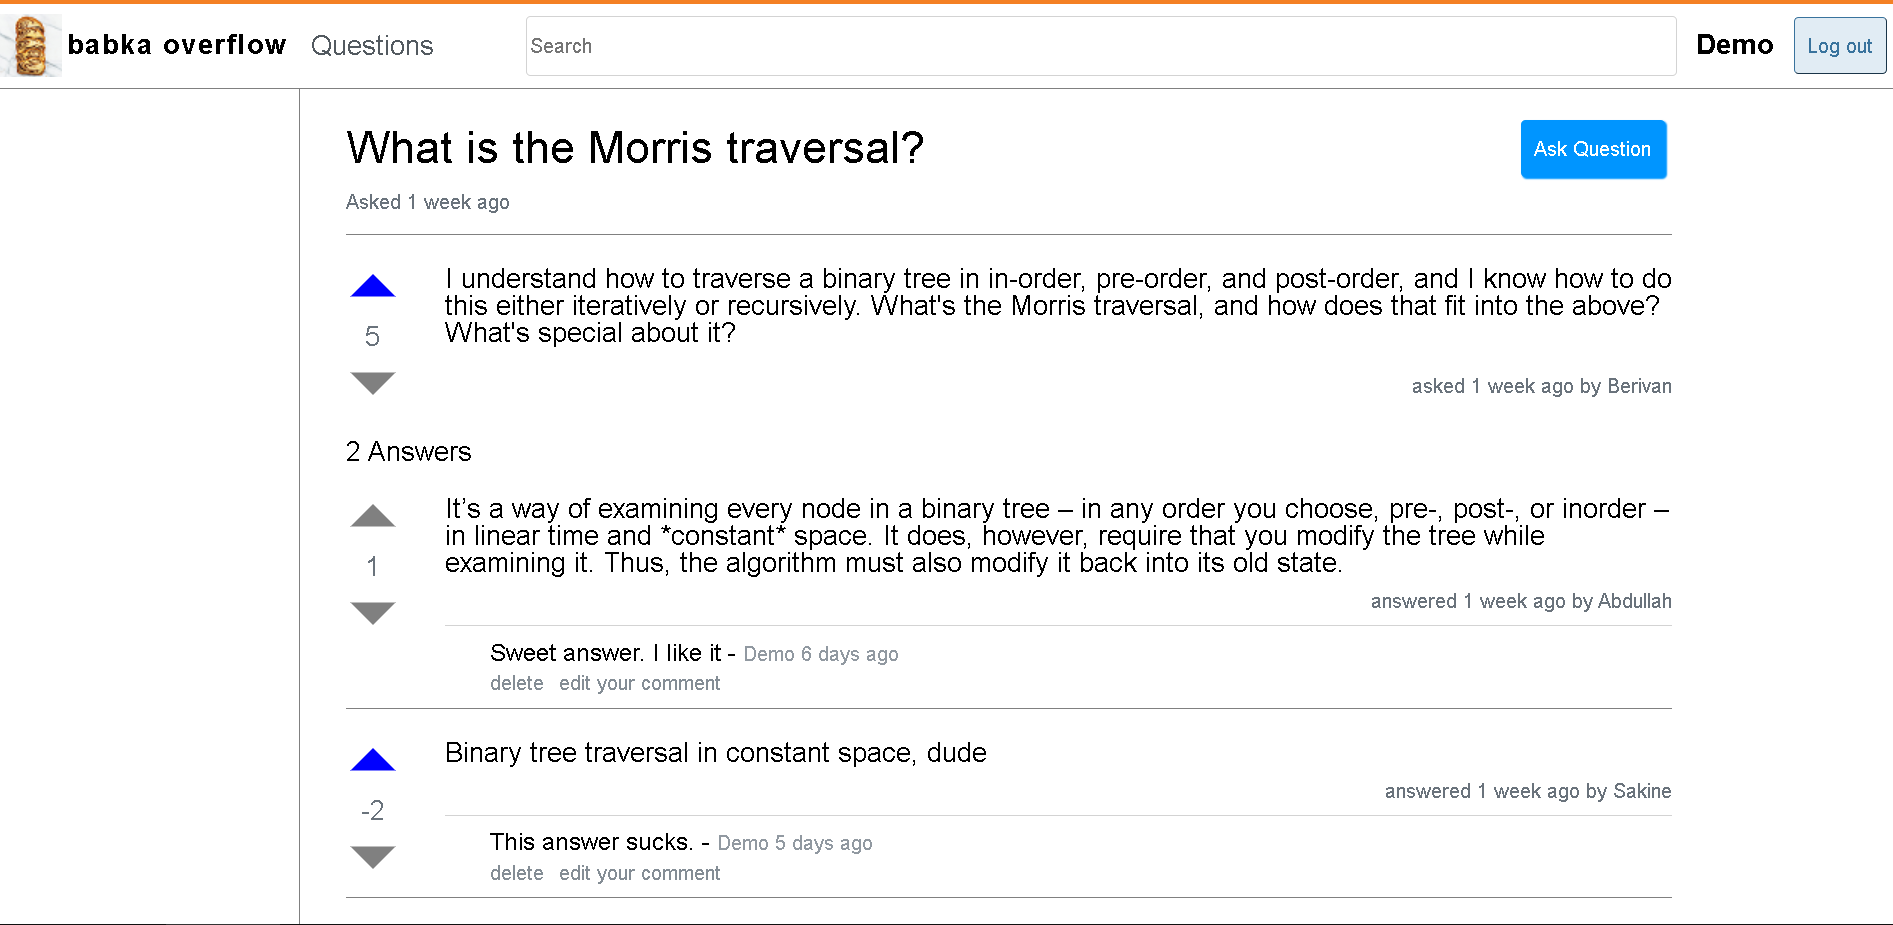 babka overflow Questions Search Demo Log out
What is the Morris traversal?
Ask Question
Asked 1 week ago
I understand how to traverse a binary tree in in-order, pre-order, and post-order, and I know how to do
this either iteratively or recursively. What's the Morris traversal, and how does that fit into the above?
What's special about it?
5
asked 1 week ago by Berivan
2 Answers
It’s a way of examining every node in a binary tree – in any order you choose, pre-, post-, or inorder –
in linear time and *constant* space. It does, however, require that you modify the tree while
examining it. Thus, the algorithm must also modify it back into its old state.
1
answered 1 week ago by Abdullah
Sweet answer. I like it - Demo 6 days ago
delete edit your comment
Binary tree traversal in constant space, dude
-2
answered 1 week ago by Sakine
This answer sucks. - Demo 5 days ago
delete edit your comment